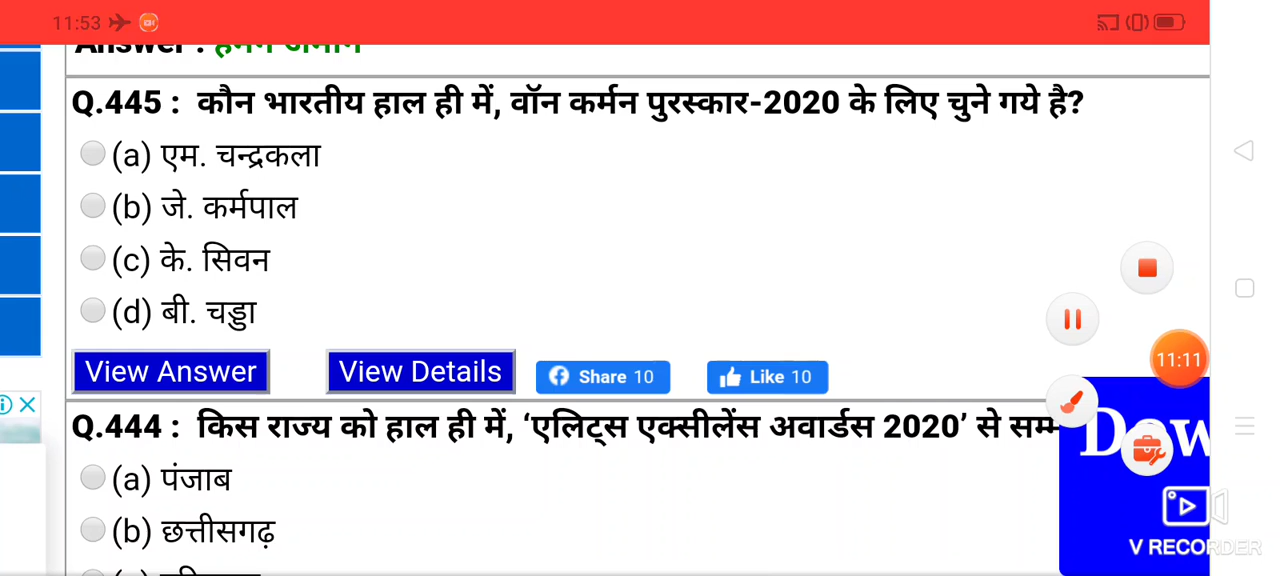 11:53
Answer : हेमंत
Q.445 : कौन भारतीय हाल ही में, वॉन कर्मन पुरस्कार-2020 के लिए चुने गये है?
(a) एम. चन्द्रकला
(b) जे. कर्मपाल
(c) के. सिवन
(d) बी. चड्डा
View Answer View Details Share 10 Like 10
11:11
Q.444 : किस राज्य को हाल ही में, ‘एलिट्स एक्सीलेंस अवार्डस 2020’ से
(a) पंजाब
(b) छत्तीसगढ़
V RECORDER